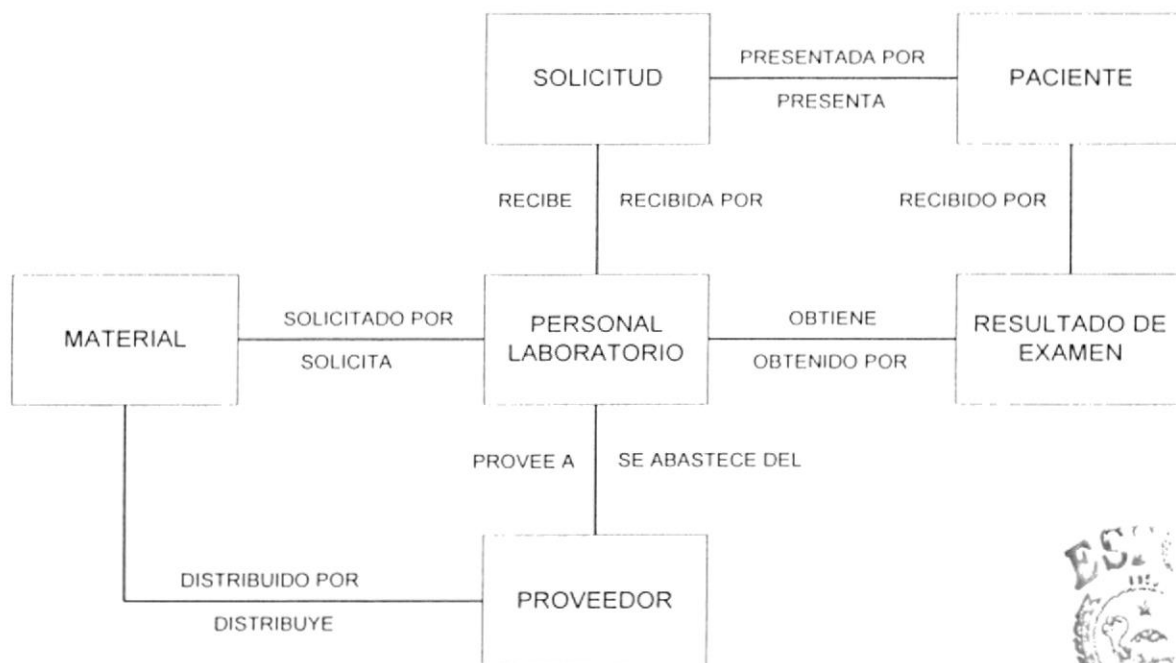 SOLICITUD
PRESENTADA POR
PRESENTA
PACIENTE
RECIBE
RECIBIDA POR
RECIBIDO POR
MATERIAL
SOLICITADO POR
SOLICITA
PERSONAL
LABORATORIO
OBTIENE
OBTENIDO POR
RESULTADO DE
EXAMEN
PROVEE A
SE ABASTECE DEL
DISTRIBUIDO POR
DISTRIBUYE
PROVEEDOR